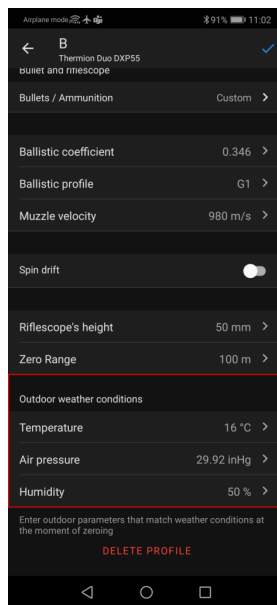 Airplane mode 91% 11:02
B
Thermion Duo DXP55
Bullet and riflescope
Bullets / Ammunition Custom
Ballistic coefficient 0.346
Ballistic profile G1
Muzzle velocity 980 m/s
Spin drift
Riflescope's height 50 mm
Zero Range 100 m
Outdoor weather conditions
Temperature 16 °C
Air pressure 29.92 inHg
Humidity 50 %
Enter outdoor parameters that match weather conditions at
the moment of zeroing
DELETE PROFILE